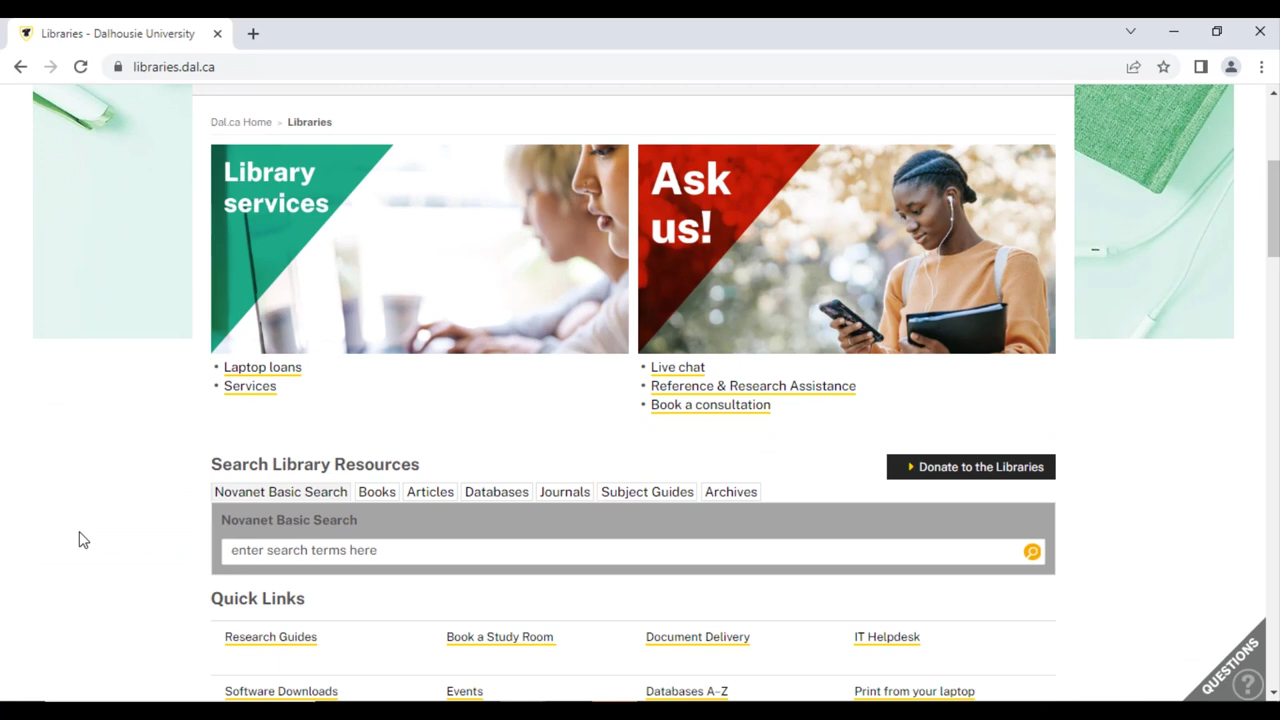 Libraries - Dalhousie University
libraries.dal.ca
Dal.ca Home > Libraries
Library
services
Ask
us!
• Laptop loans
• Services
• Live chat
• Reference & Research Assistance
• Book a consultation
Search Library Resources
Donate to the Libraries
Novanet Basic Search Books Articles Databases Journals Subject Guides Archives
Novanet Basic Search
enter search terms here
Quick Links
Research Guides Book a Study Room Document Delivery IT Helpdesk
Software Downloads Events Databases A–Z Print from your laptop
QUESTIONS
?